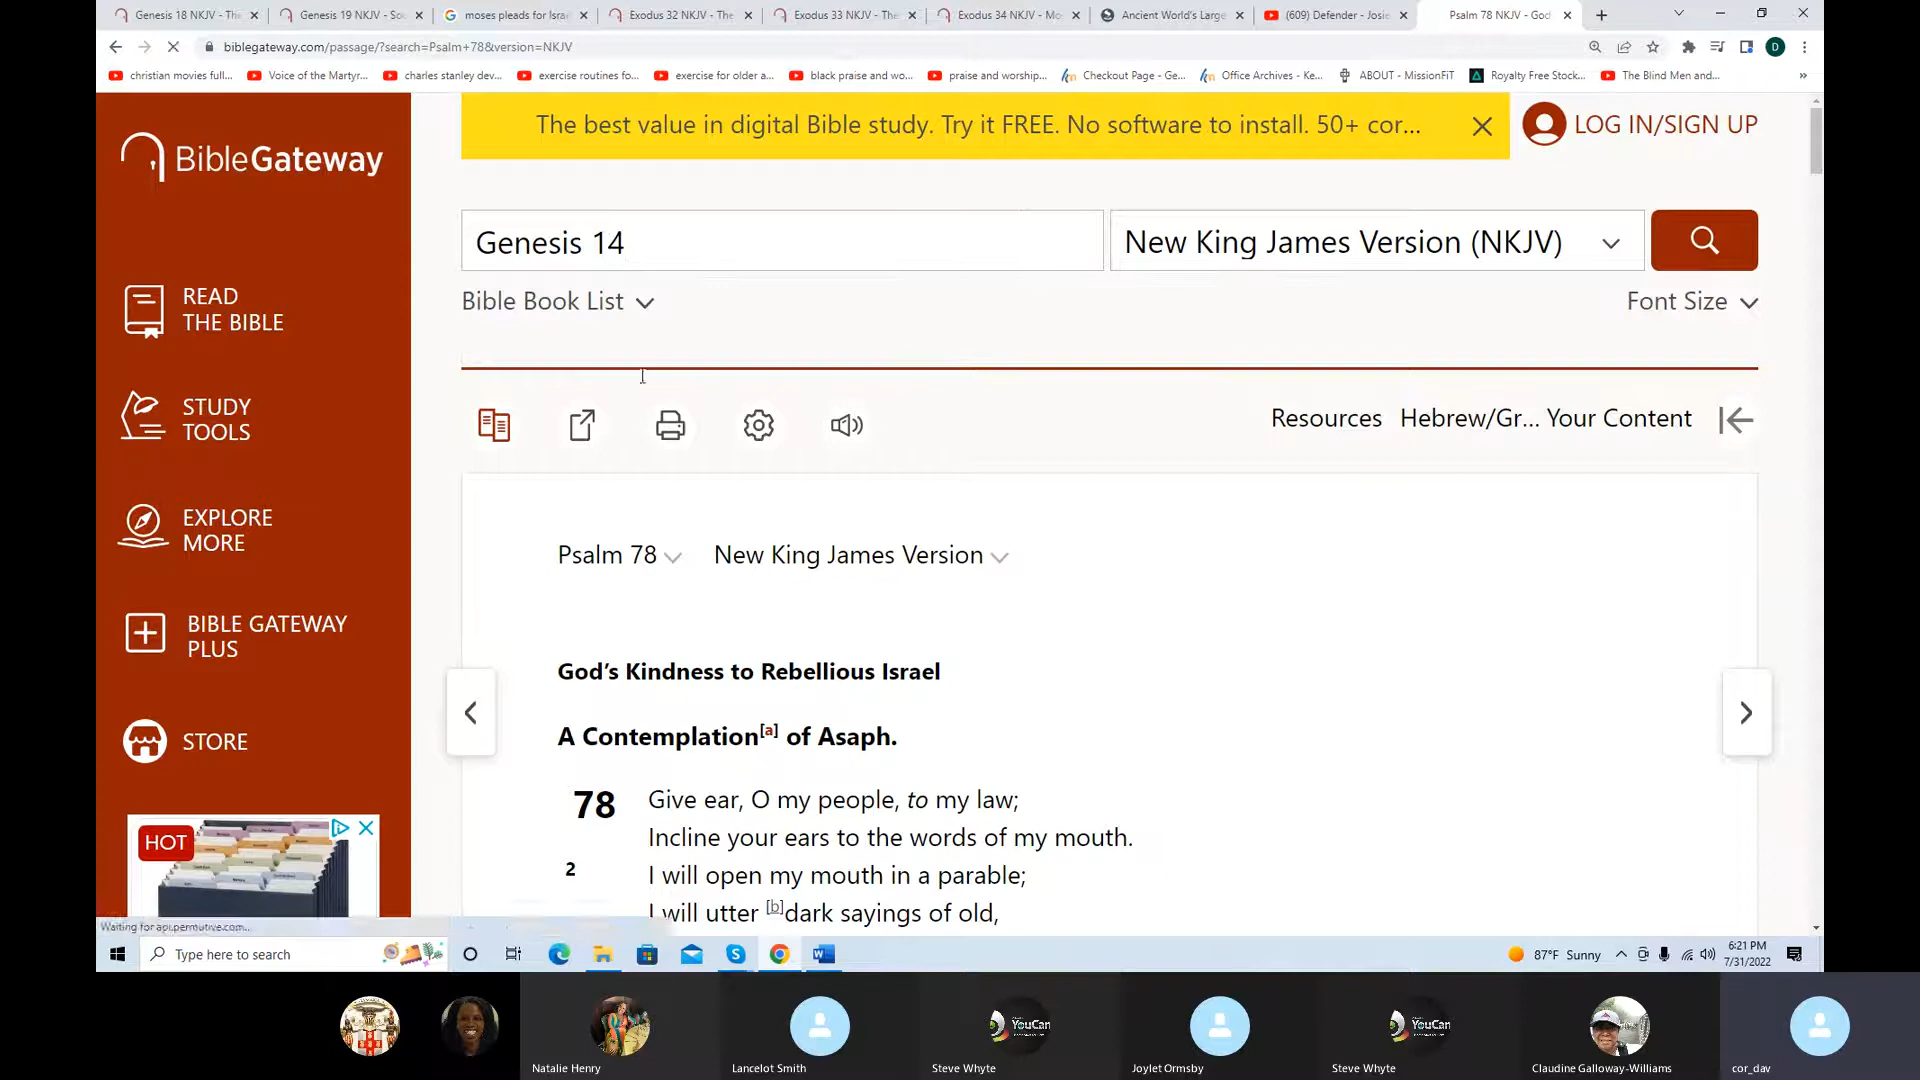 Genesis 18 NKJV - The
Genesis 19 NKJV - So
moses pleads for Isra
Exodus 32 NKJV - The
Exodus 33 NKJV - The
Exodus 34 NKJV - Mo
Ancient World's Large
(609) Defender - Josie
Psalm 78 NKJV - God
biblegateway.com/passage/?search=Psalm+78&version=NKJV
D
christian movies full...
Voice of the Martyr...
charles stanley dev...
exercise routines fo...
exercise for older a...
black praise and wo...
praise and worship...
Checkout Page - Ge...
Office Archives - Ke...
ABOUT - MissionFiT
Royalty Free Stock...
The Blind Men and...
»
BibleGateway
The best value in digital Bible study. Try it FREE. No software to install. 50+ cor...
LOG IN/SIGN UP
Genesis 14
New King James Version (NKJV)
Bible Book List
Font Size
READ
THE BIBLE
STUDY
TOOLS
EXPLORE
MORE
BIBLE GATEWAY
PLUS
STORE
HOT
Resources
Hebrew/Gr...
Your Content
Psalm 78
New King James Version
God's Kindness to Rebellious Israel
A Contemplation[a] of Asaph.
78 Give ear, O my people, to my law;
Incline your ears to the words of my mouth.
2 I will open my mouth in a parable;
I will utter [b]dark sayings of old,
Waiting for api.permutive.com...
Type here to search
87°F Sunny
6:21 PM
7/31/2022
YouCan
YouCan
Natalie Henry
Lancelot Smith
Steve Whyte
Joylet Ormsby
Steve Whyte
Claudine Galloway-Williams
cor_dav